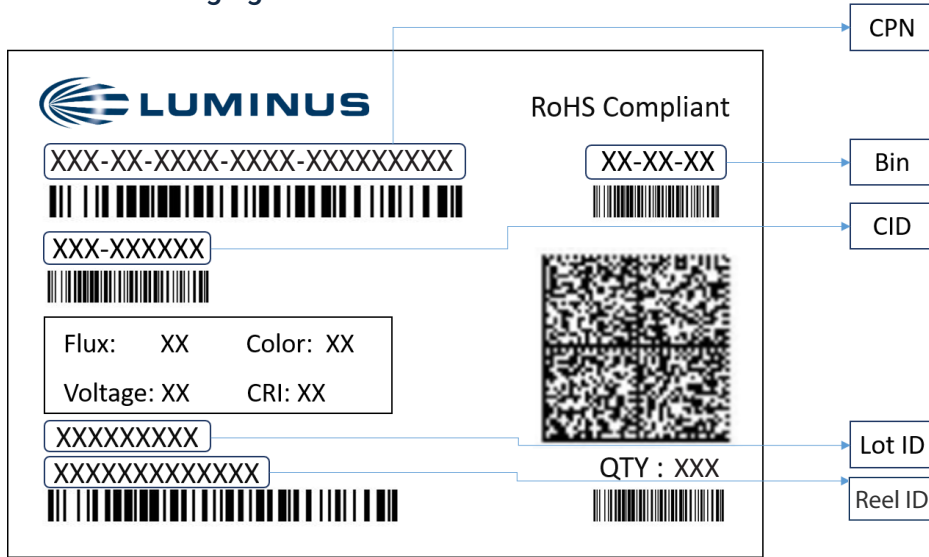 CPN
LUMINUS
RoHS Compliant
XXX-XX-XXXX-XXXX-XXXXXXXXX
XX-XX-XX
Bin
XXX-XXXXXX
CID
Flux: XX Color: XX
Voltage: XX CRI: XX
XXXXXXXXX
Lot ID
XXXXXXXXXXXXX
QTY : XXX
Reel ID